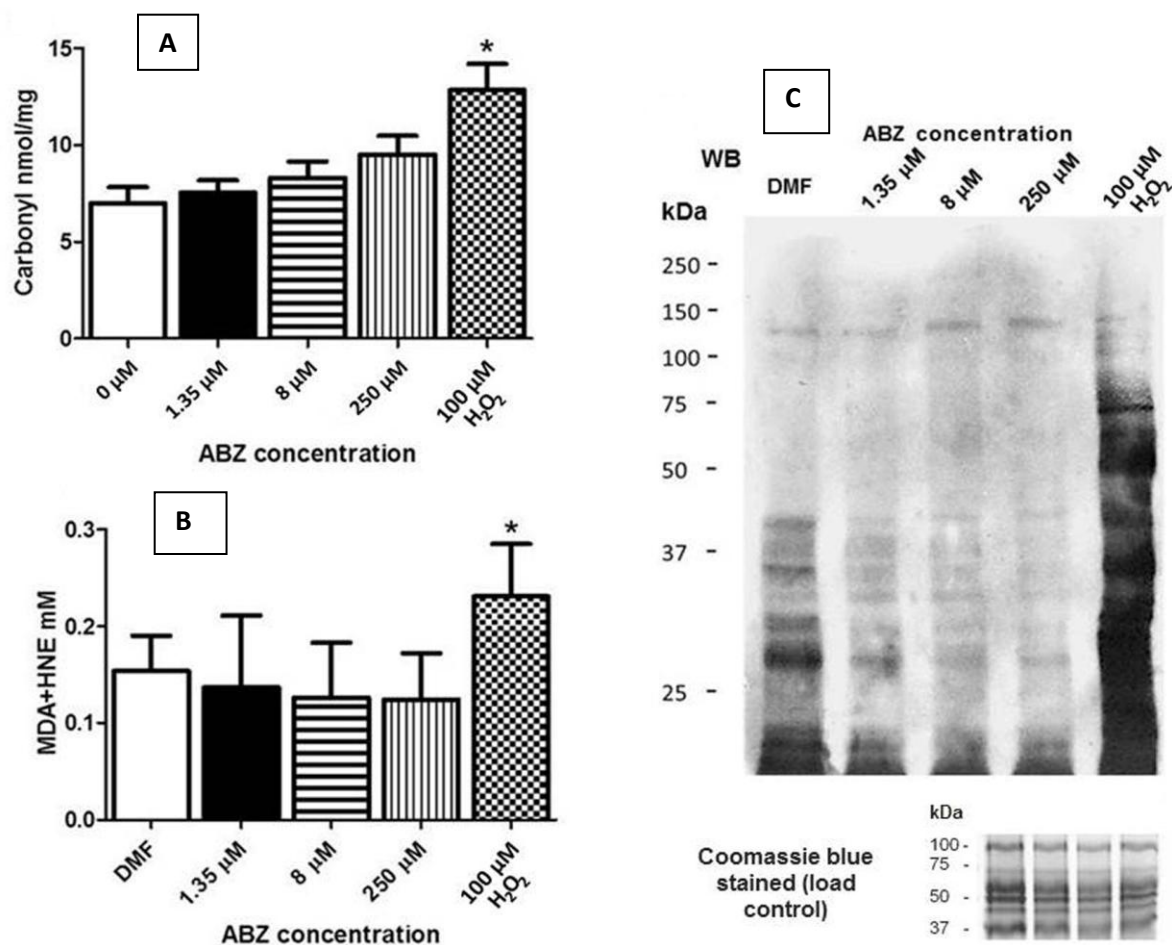 A
15
10
5
0
Carbonyl nmol/mg
*
0 µM
1.35 µM
8 µM
250 µM
100 µM
H₂O₂
ABZ concentration
B
0.3
0.2
0.1
0.0
MDA+HNE mM
*
DMF
1.35 µM
8 µM
250 µM
100 µM
H₂O₂
ABZ concentration
C
ABZ concentration
WB
DMF
1.35 µM
8 µM
250 µM
100 µM
H₂O₂
kDa
250 -
150 -
100 -
75 -
50 -
37 -
25 -
kDa
100 -
75 -
50 -
37 -
Coomassie blue
stained (load
control)